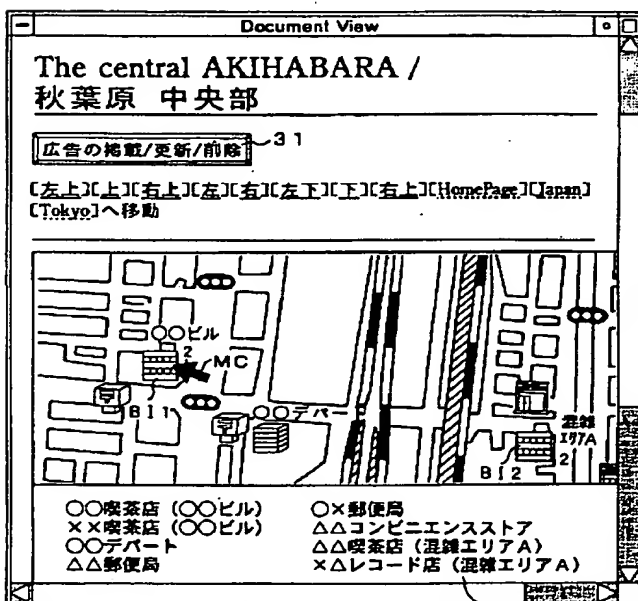 Document View
The central AKIHABARA /
秋葉原 中央部
広告の掲載/更新/削除
31
[左上][上][右上][左][右][左下][下][右上][HomePage][Japan]
[Tokyo]へ移動
○○ビル
2
MC
BI1
○○デパート
混雑
エリアA
BI2
2
○○喫茶店 (○○ビル)
××喫茶店 (○○ビル)
○○デパート
△△郵便局
○×郵便局
△△コンビニエンスストア
△△喫茶店 (混雑エリアA)
×△レコード店 (混雑エリアA)